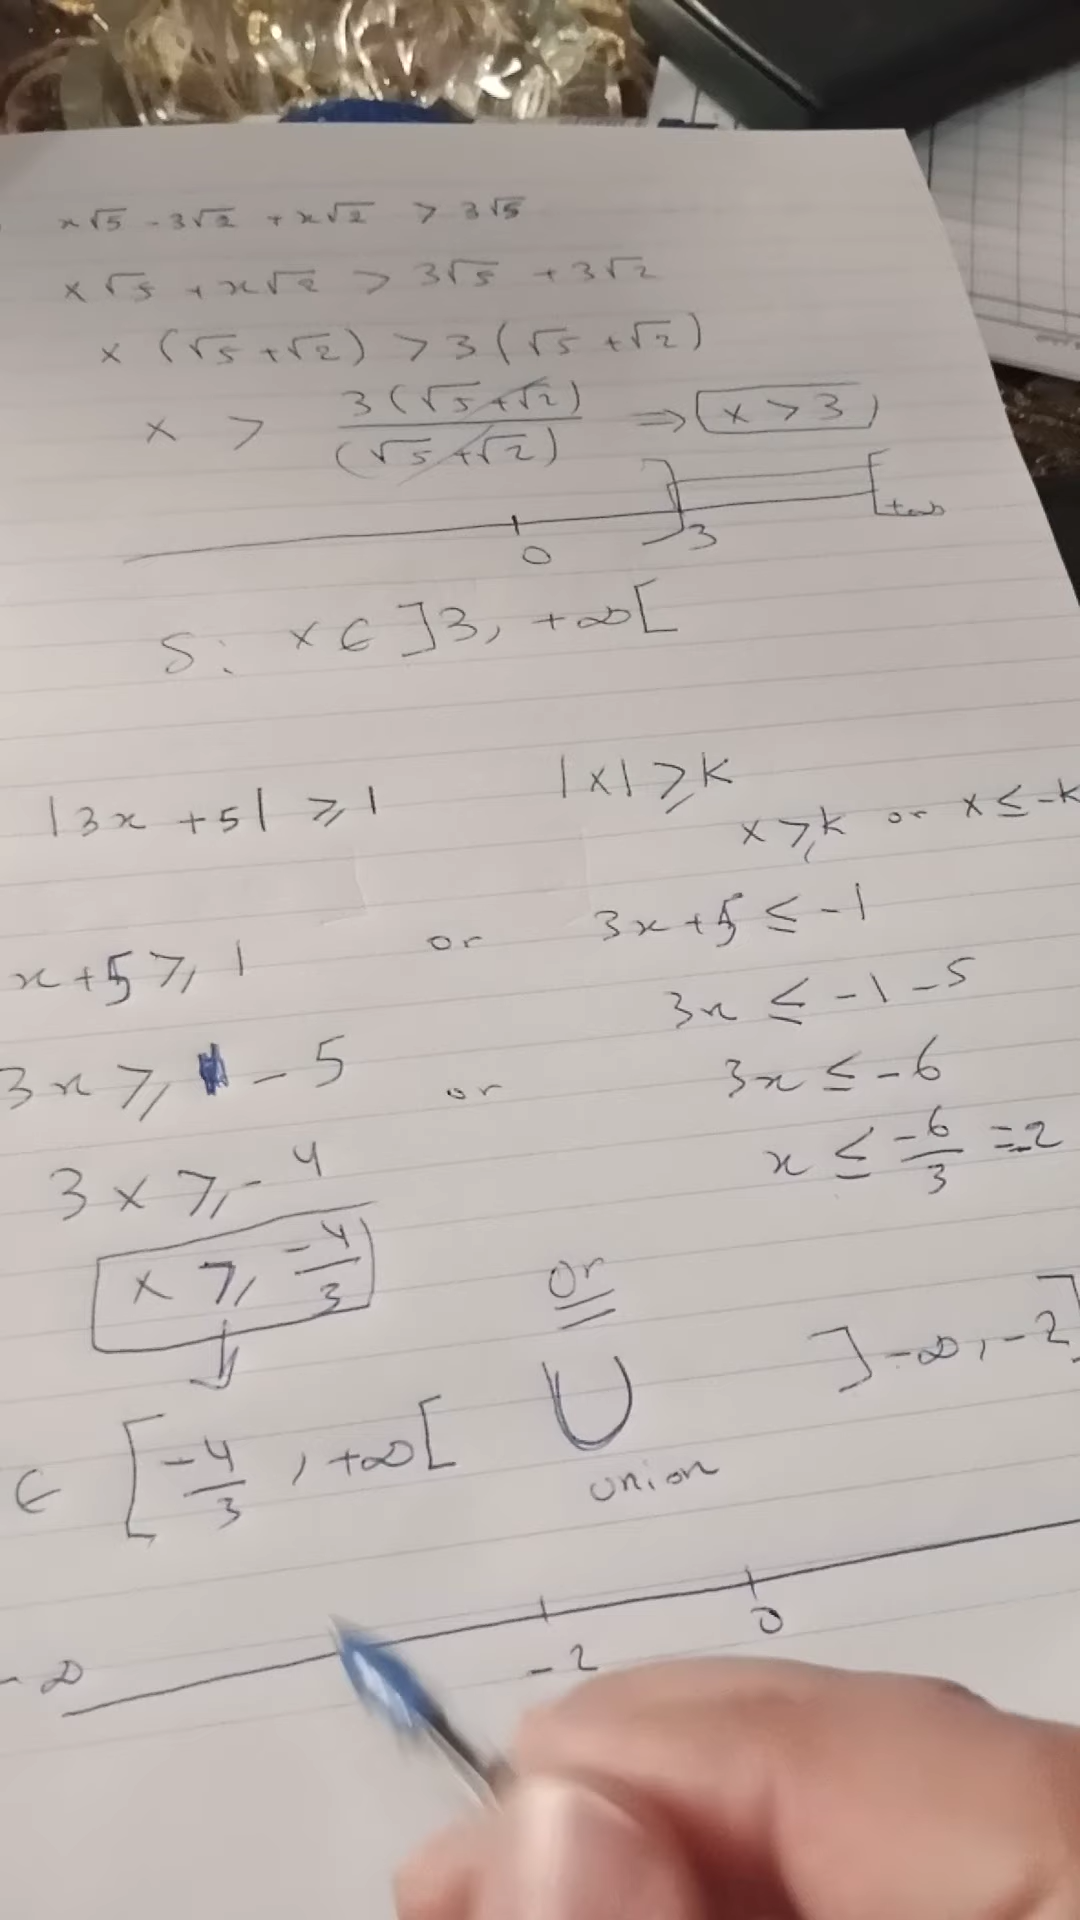 x√5 - 3√2 + x√2 > 3√5
x√5 + x√2 > 3√5 + 3√2
x (√5 + √2) > 3 (√5 + √2)
x > 3(√5+√2) / (√5+√2) ⇒ x > 3
0 3 +∞
S: x ∈ ]3, +∞[
|3x + 5| ⩾ 1 |x| ⩾ k
x ⩾ k or x ≤ -k
x + 5 ⩾ 1 or 3x + 5 ≤ -1
3x ≤ -1 - 5
3x ⩾ 1 - 5 or 3x ≤ -6
3x ⩾ -4 x ≤ -6/3 = -2
x ⩾ -4/3 or ]-∞, -2]
∈ [-4/3, +∞[ ∪
union
-∞ -2 0